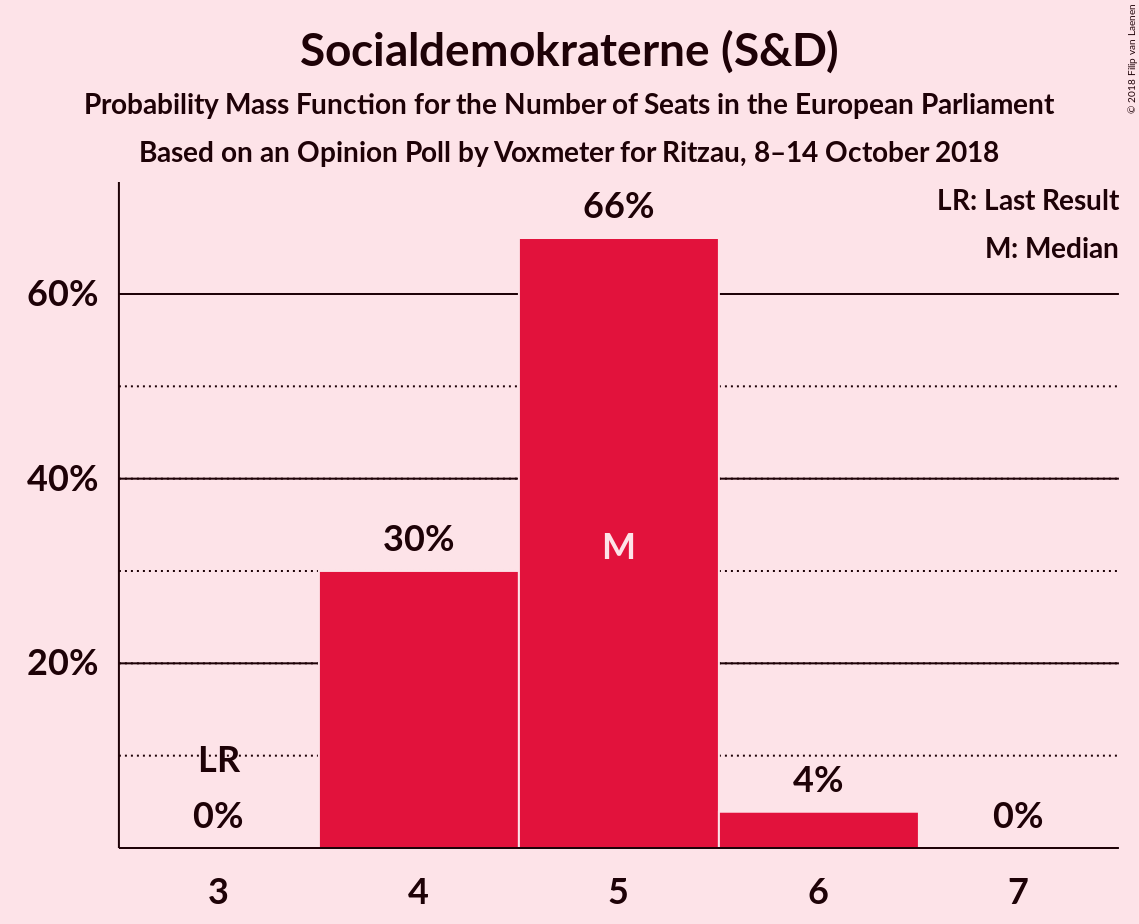 Socialdemokraterne (S&D)
Probability Mass Function for the Number of Seats in the European Parliament
Based on an Opinion Poll by Voxmeter for Ritzau, 8–14 October 2018
© 2018 Filip van Laenen
LR: Last Result
M: Median
60%
40%
20%
LR
0%
30%
66%
M
4%
0%
3
4
5
6
7